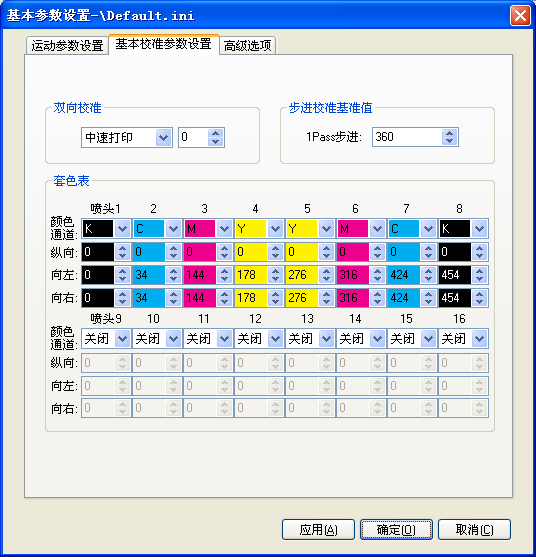 基本参数设置-\Default.ini
运动参数设置 基本校准参数设置 高级选项
双向校准 步进校准基准值
中速打印 0 1Pass步进: 360
套色表
喷头1 2 3 4 5 6 7 8
颜色通道: K C M Y Y M C K
纵向: 0 0 0 0 0 0 0 0
向左: 0 34 144 178 276 316 424 454
向右: 0 34 144 178 276 316 424 454
喷头9 10 11 12 13 14 15 16
颜色通道: 关闭 关闭 关闭 关闭 关闭 关闭 关闭 关闭
纵向: 0 0 0 0 0 0 0 0
向左: 0 0 0 0 0 0 0 0
向右: 0 0 0 0 0 0 0 0
应用(A) 确定(O) 取消(C)